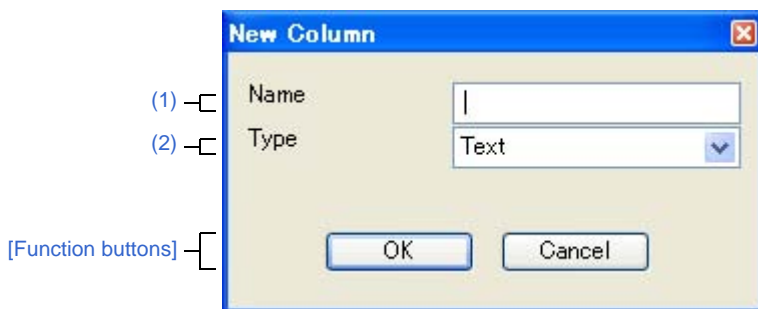 New Column
(1) Name
(2) Type Text
[Function buttons] OK Cancel